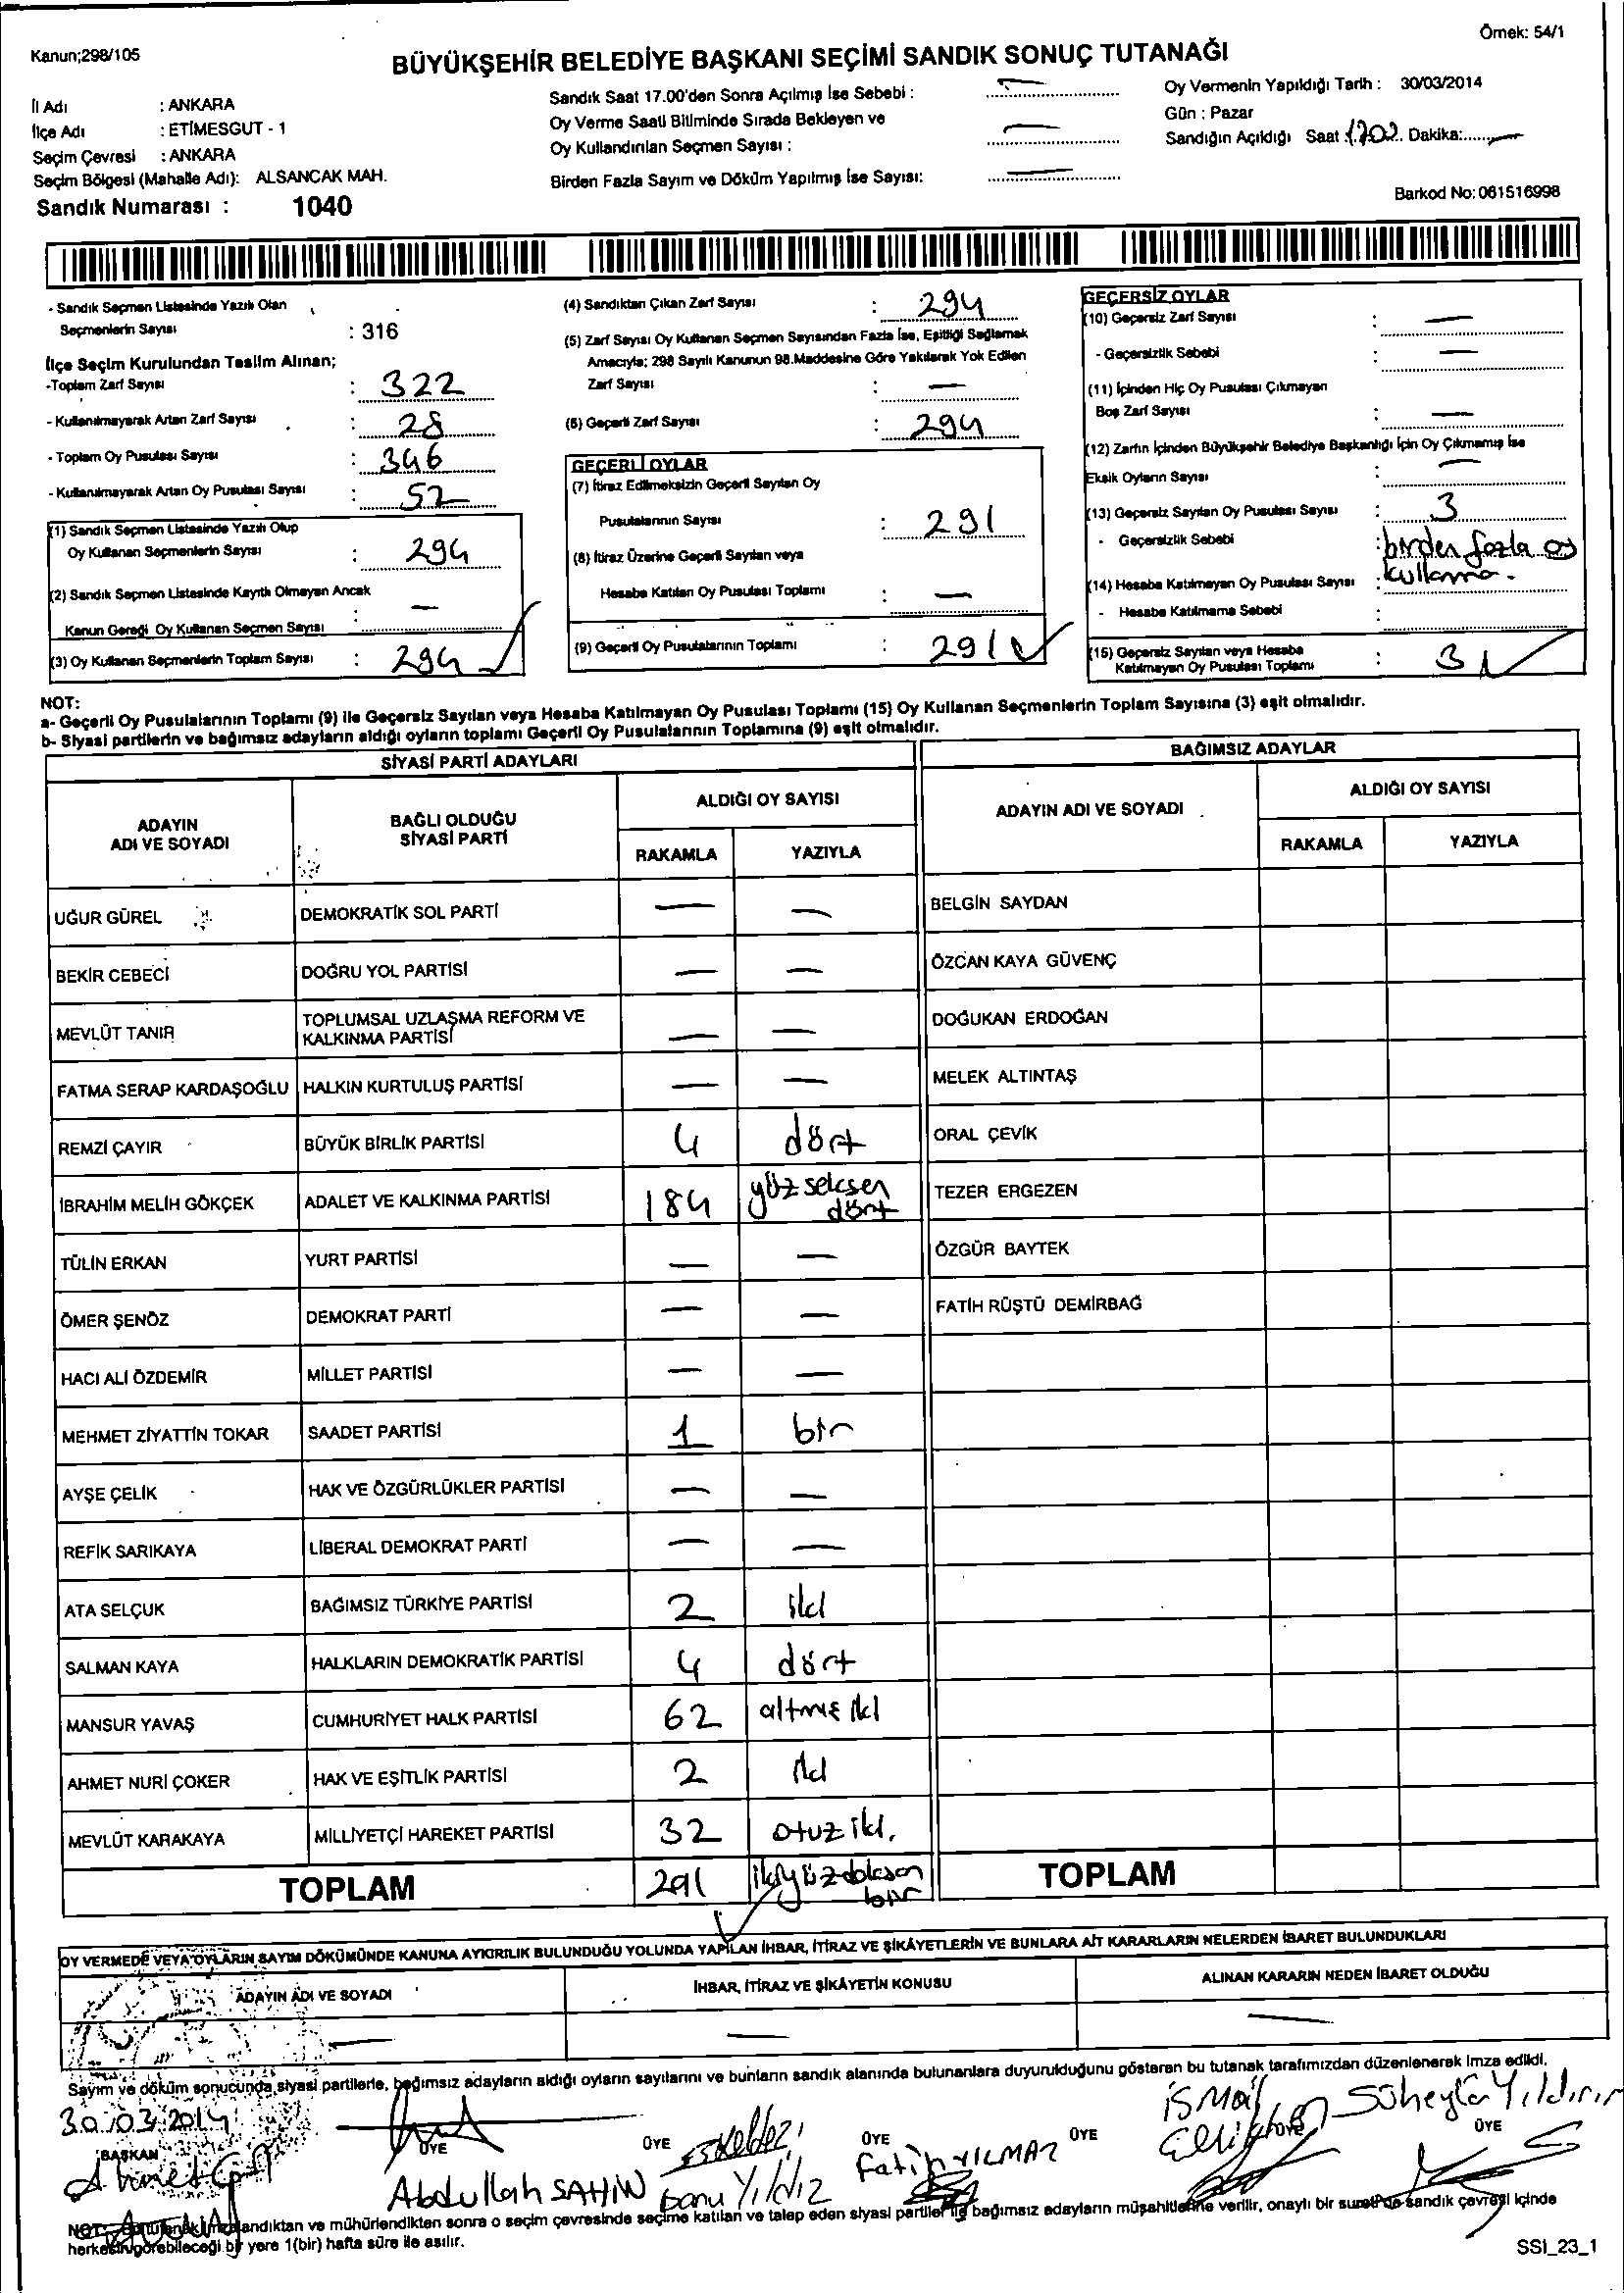 Örnek: 54/1
Kanun;298/105
BÜYÜKŞEHİR BELEDİYE BAŞKANI SEÇİMİ SANDIK SONUÇ TUTANAĞI
İl Adı : ANKARA
İlçe Adı : ETİMESGUT - 1
Seçim Çevresi : ANKARA
Seçim Bölgesi (Mahalle Adı): ALSANCAK MAH.
Sandık Numarası : 1040
Sandık Saat 17.00'den Sonra Açılmış İse Sebebi : —
Oy Verme Saati Bitiminde Sırada Bekleyen ve
Oy Kullandırılan Seçmen Sayısı : —
Birden Fazla Sayım ve Döküm Yapılmış İse Sayısı: —
Oy Vermenin Yapıldığı Tarih : 30/03/2014
Gün : Pazar
Sandığın Açıldığı Saat :1702. Dakika:......—
Barkod No: 061516998
- Sandık Seçmen Listesinde Yazılı Olan
Seçmenlerin Sayısı : 316
İlçe Seçim Kurulundan Teslim Alınan;
-Toplam Zarf Sayısı : 322
- Kullanılmayarak Artan Zarf Sayısı : 28
- Toplam Oy Pusulası Sayısı : 346
- Kullanılmayarak Artan Oy Pusulası Sayısı : 52
(1) Sandık Seçmen Listesinde Yazılı Olup
Oy Kullanan Seçmenlerin Sayısı : 294
(2) Sandık Seçmen Listesinde Kayıtlı Olmayan Ancak
Kanun Gereği Oy Kullanan Seçmen Sayısı : —
(3) Oy Kullanan Seçmenlerin Toplam Sayısı : 294
(4) Sandıktan Çıkan Zarf Sayısı : 294
(5) Zarf Sayısı Oy Kullanan Seçmen Sayısından Fazla İse, Eşitliği Sağlamak
Amacıyla; 298 Sayılı Kanunun 98.Maddesine Göre Yakılarak Yok Edilen
Zarf Sayısı : —
(6) Geçerli Zarf Sayısı : 294
GEÇERLİ OYLAR
(7) İtiraz Edilmeksizin Geçerli Sayılan Oy
Pusulalarının Sayısı : 291
(8) İtiraz Üzerine Geçerli Sayılan veya
Hesaba Katılan Oy Pusulası Toplamı : —
(9) Geçerli Oy Pusulalarının Toplamı : 291
GEÇERSİZ OYLAR
(10) Geçersiz Zarf Sayısı : —
- Geçersizlik Sebebi : —
(11) İçinden Hiç Oy Pusulası Çıkmayan
Boş Zarf Sayısı : —
(12) Zarfın İçinden Büyükşehir Belediye Başkanlığı İçin Oy Çıkmamış İse
Eksik Oyların Sayısı : —
(13) Geçersiz Sayılan Oy Pusulası Sayısı : 3
- Geçersizlik Sebebi : birden fazla oy
kullanma.
(14) Hesaba Katılmayan Oy Pusulası Sayısı :
- Hesaba Katılmama Sebebi :
(15) Geçersiz Sayılan veya Hesaba
Katılmayan Oy Pusulası Toplamı : 3
NOT:
a- Geçerli Oy Pusulalarının Toplamı (9) ile Geçersiz Sayılan veya Hesaba Katılmayan Oy Pusulası Toplamı (15) Oy Kullanan Seçmenlerin Toplam Sayısına (3) eşit olmalıdır.
b- Siyasi partilerin ve bağımsız adayların aldığı oyların toplamı Geçerli Oy Pusulalarının Toplamına (9) eşit olmalıdır.
SİYASİ PARTİ ADAYLARI BAĞIMSIZ ADAYLAR
ADAYIN ADI VE SOYADI BAĞLI OLDUĞU SİYASİ PARTİ ALDIĞI OY SAYISI ADAYIN ADI VE SOYADI ALDIĞI OY SAYISI
RAKAMLA YAZIYLA RAKAMLA YAZIYLA
UĞUR GÜREL DEMOKRATİK SOL PARTİ — — BELGİN SAYDAN
BEKİR CEBECİ DOĞRU YOL PARTİSİ — — ÖZCAN KAYA GÜVENÇ
MEVLÜT TANIR TOPLUMSAL UZLAŞMA REFORM VE KALKINMA PARTİSİ — — DOĞUKAN ERDOĞAN
FATMA SERAP KARDAŞOĞLU HALKIN KURTULUŞ PARTİSİ — — MELEK ALTINTAŞ
REMZİ ÇAYIR BÜYÜK BİRLİK PARTİSİ 4 dört ORAL ÇEVİK
İBRAHİM MELİH GÖKÇEK ADALET VE KALKINMA PARTİSİ 184 yüz seksen dört TEZER ERGEZEN
TÜLİN ERKAN YURT PARTİSİ — — ÖZGÜR BAYTEK
ÖMER ŞENÖZ DEMOKRAT PARTİ — — FATİH RÜŞTÜ DEMİRBAĞ
HACI ALİ ÖZDEMİR MİLLET PARTİSİ — —
MEHMET ZİYATTİN TOKAR SAADET PARTİSİ 1 bir
AYŞE ÇELİK HAK VE ÖZGÜRLÜKLER PARTİSİ — —
REFİK SARIKAYA LİBERAL DEMOKRAT PARTİ — —
ATA SELÇUK BAĞIMSIZ TÜRKİYE PARTİSİ 2 iki
SALMAN KAYA HALKLARIN DEMOKRATİK PARTİSİ 4 dört
MANSUR YAVAŞ CUMHURİYET HALK PARTİSİ 62 altmış iki
AHMET NURİ ÇOKER HAK VE EŞİTLİK PARTİSİ 2 iki
MEVLÜT KARAKAYA MİLLİYETÇİ HAREKET PARTİSİ 32 otuz iki.
TOPLAM 291 ikiyüzdoksan bir TOPLAM
OY VERMEDE VEYA OYLARIN SAYIM DÖKÜMÜNDE KANUNA AYKIRILIK BULUNDUĞU YOLUNDA YAPILAN İHBAR, İTİRAZ VE ŞİKÂYETLERİN VE BUNLARA AİT KARARLARIN NELERDEN İBARET BULUNDUKLARI
ADAYIN ADI VE SOYADI İHBAR, İTİRAZ VE ŞİKÂYETİN KONUSU ALINAN KARARIN NEDEN İBARET OLDUĞU
— — —
Sayım ve döküm sonucunda siyasi partilerle, bağımsız adayların aldığı oyların sayılarını ve bunların sandık alanında bulunanlara duyurulduğunu gösteren bu tutanak tarafımızdan düzenlenerek imza edildi.
30.03.2014 İSMAİL Süheyla Yıldırım
BAŞKAN ÜYE ÜYE ÜYE ÜYE ÜYE
Ahmet Abdullah ŞAHİN Banu Yıldız Fatih YILMAZ
NOT: Bu tutanak imzalandıktan ve mühürlendikten sonra o seçim çevresinde seçime katılan ve talep eden siyasi partiler ile bağımsız adayların müşahitlerine verilir, onaylı bir sureti de sandık çevresi içinde
herkesin görebileceği bir yere 1(bir) hafta süre ile asılır.
SSI_23_1